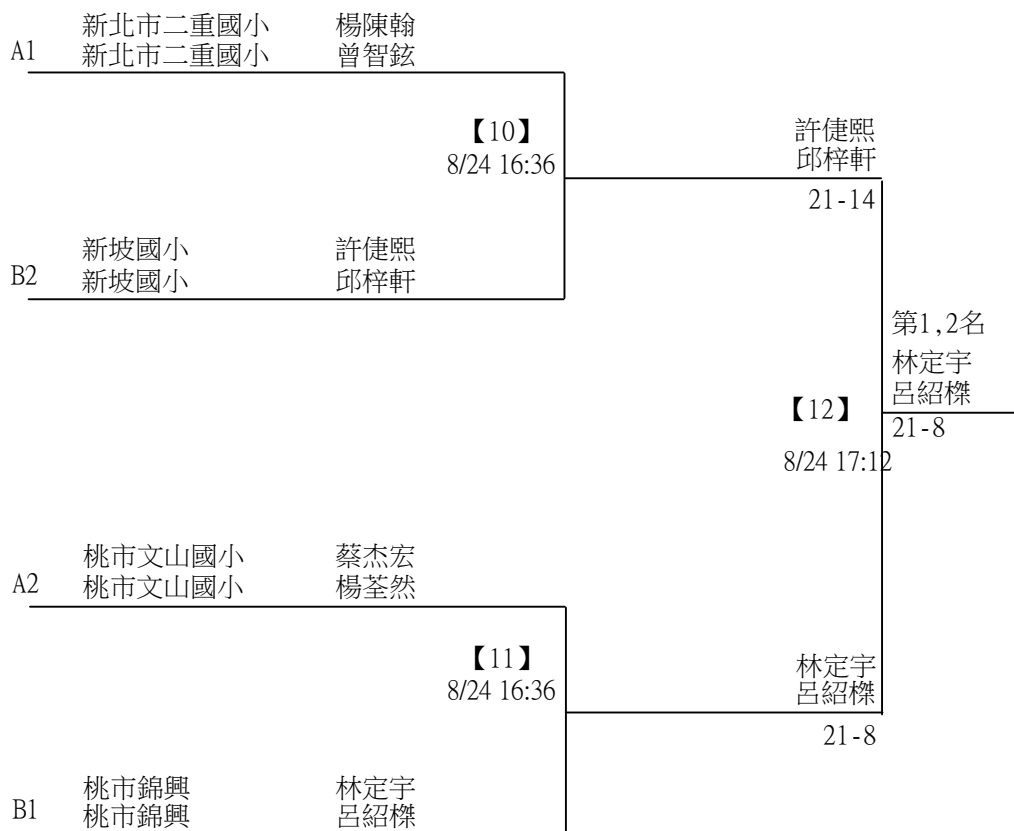 新北市二重國小 楊陳翰
A1 新北市二重國小 曾智鉉
【10】
8/24 16:36
許倢熙
邱梓軒
21-14
新坡國小 許倢熙
B2 新坡國小 邱梓軒
第1,2名
林定宇
呂紹榤
【12】
21-8
8/24 17:12
桃市文山國小 蔡杰宏
A2 桃市文山國小 楊荃然
【11】
8/24 16:36
林定宇
呂紹榤
21-8
桃市錦興 林定宇
B1 桃市錦興 呂紹榤